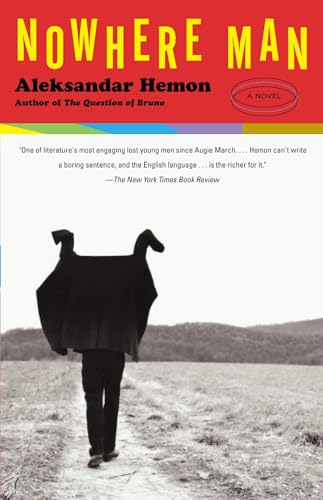 NOWHERE MAN
Aleksandar Hemon
Author of The Question of Bruno
A NOVEL
"One of literature's most engaging lost young men since Augie March. . . . Hemon can't write
a boring sentence, and the English language . . . is the richer for it."
—The New York Times Book Review